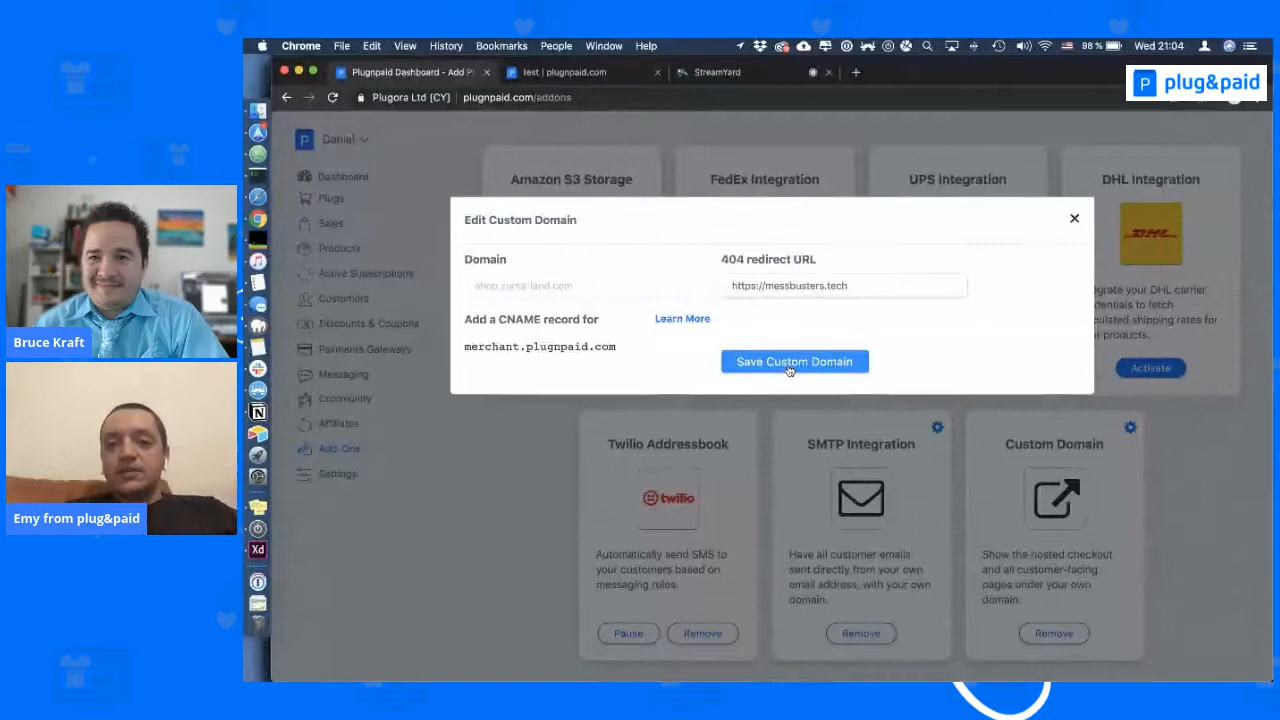 Chrome File Edit View History Bookmarks People Window Help
98 % Wed 21:04
Plugnpaid Dashboard - Add P
test | plugnpaid.com
StreamYard
Plugora Ltd [CY] plugnpaid.com/addons
plug&paid
Daniel
Dashboard
Plugs
Sales
Products
Active Subscriptions
Customers
Discounts & Coupons
Payments Gateways
Messaging
Community
Affiliates
Add-Ons
Settings
Amazon S3 Storage
FedEx Integration
UPS Integration
DHL Integration
DHL
egrate your DHL carrier
edentials to fetch
culated shipping rates for
r products.
Activate
Edit Custom Domain
Domain
404 redirect URL
https://messbusters.tech
Add a CNAME record for
Learn More
merchant.plugnpaid.com
Save Custom Domain
Twilio Addressbook
twilio
Automatically send SMS to
your customers based on
messaging rules.
Pause
Remove
SMTP Integration
Have all customer emails
sent directly from your own
email address, with your own
domain.
Remove
Custom Domain
Show the hosted checkout
and all customer-facing
pages under your own
domain.
Remove
Xd
Bruce Kraft
Emy from plug&paid